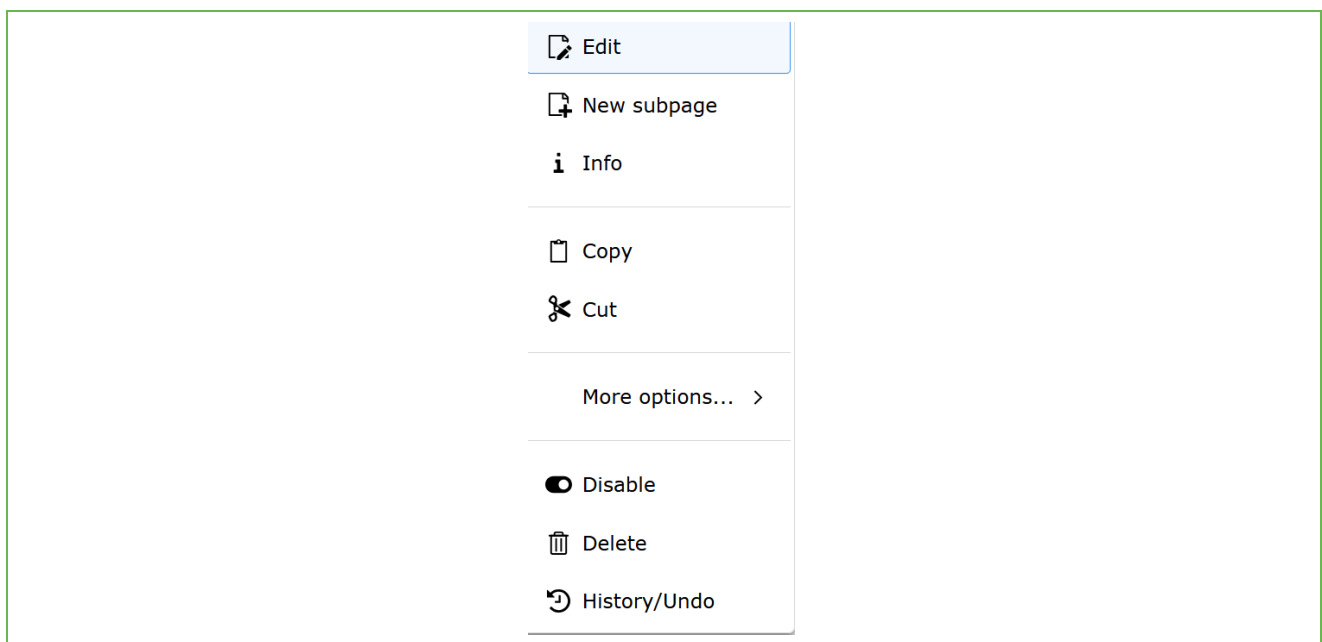 Edit
New subpage
Info
Copy
Cut
More options...
Disable
Delete
History/Undo